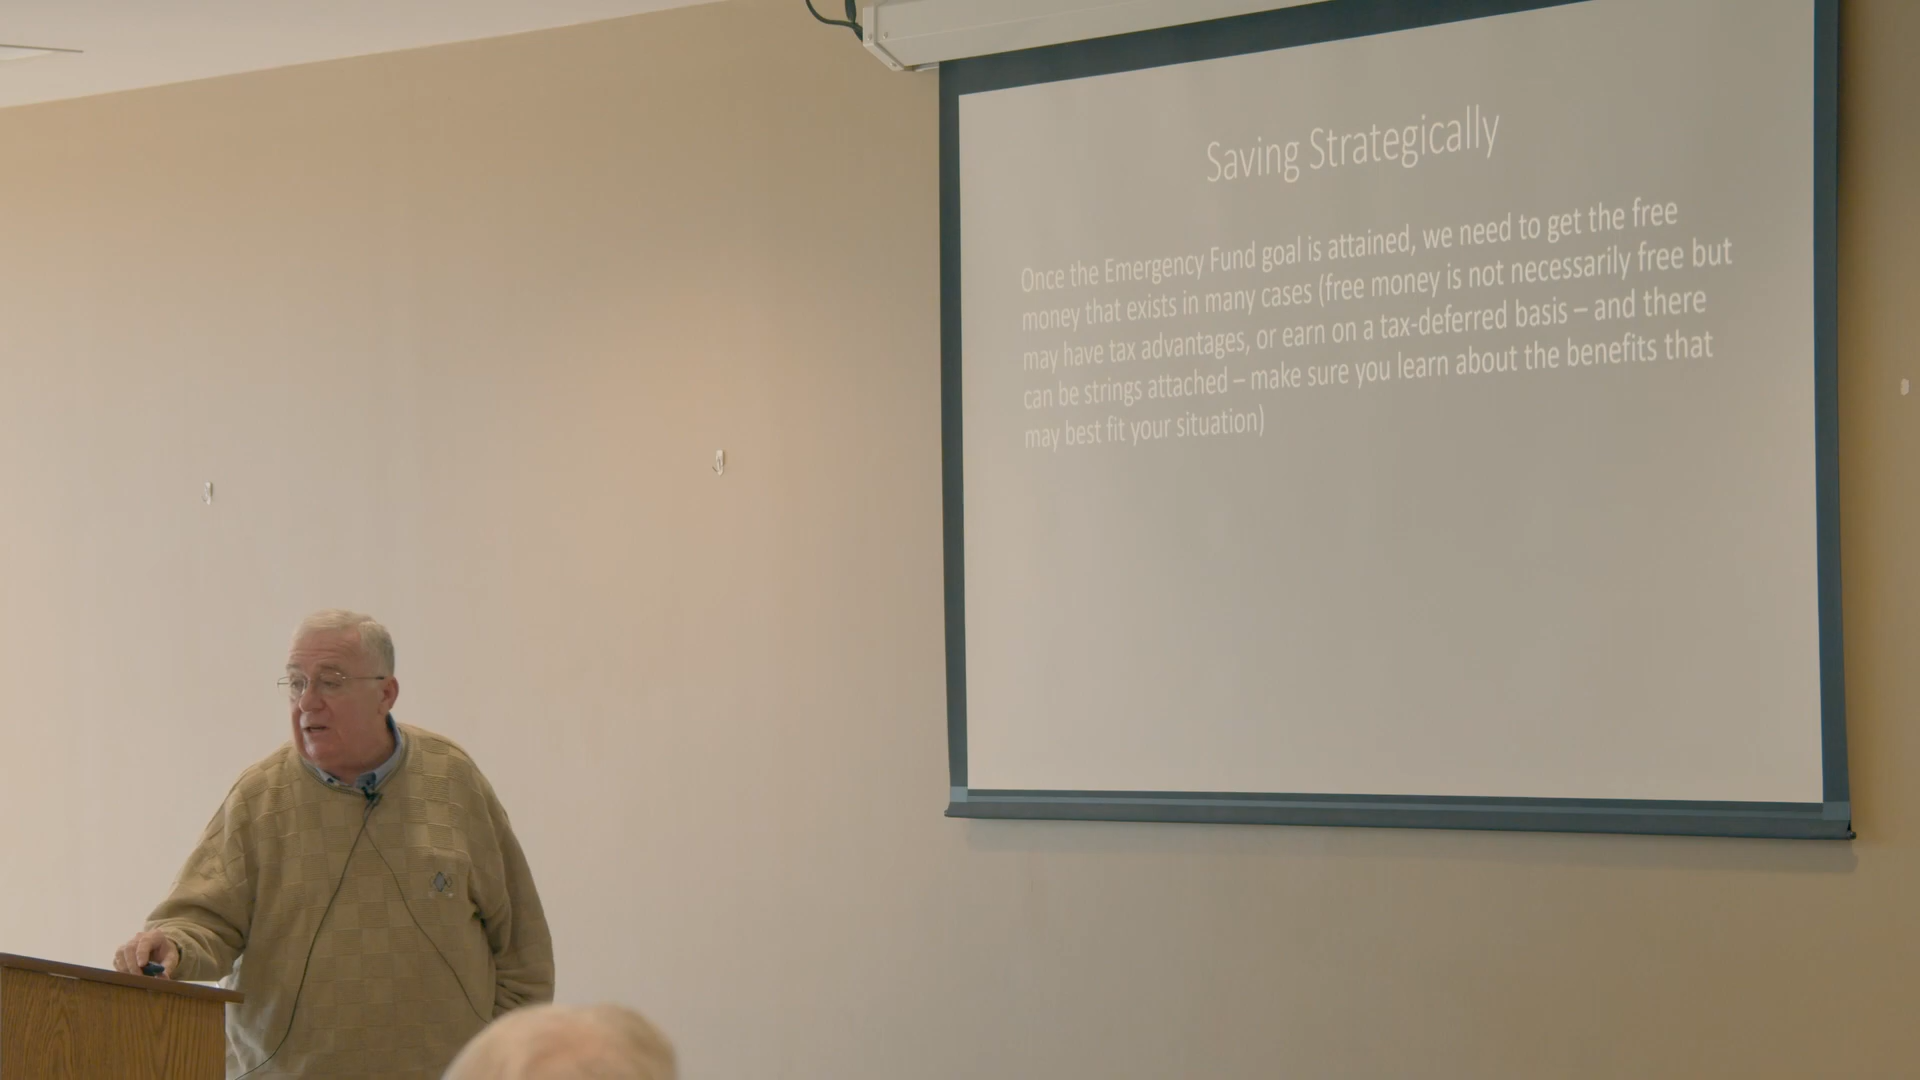 Saving Strategically
Once the Emergency Fund goal is attained, we need to get the free
money that exists in many cases (free money is not necessarily free but
may have tax advantages, or earn on a tax-deferred basis – and there
can be strings attached – make sure you learn about the benefits that
may best fit your situation)